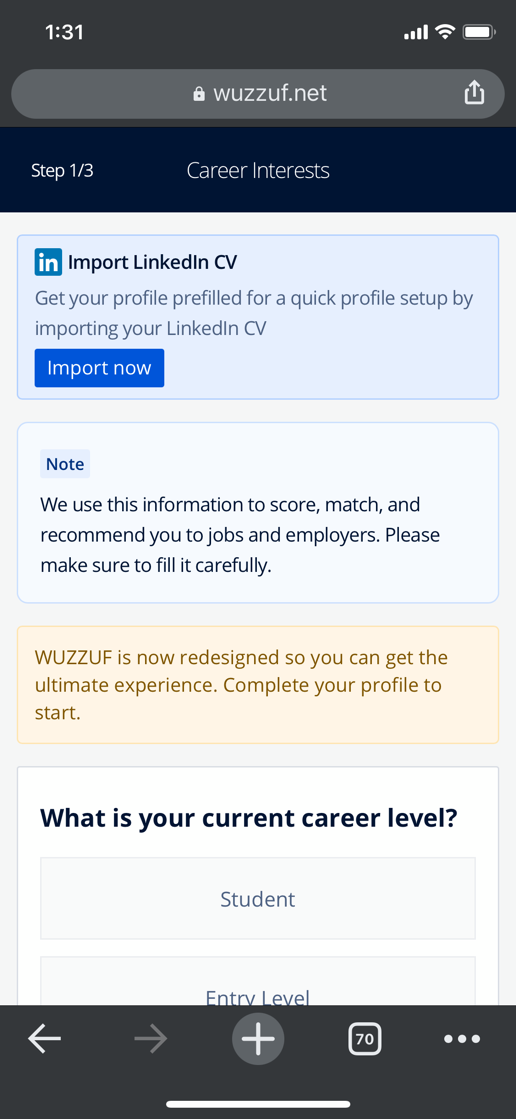 1:31
wuzzuf.net
Step 1/3
Career Interests
in Import LinkedIn CV
Get your profile prefilled for a quick profile setup by
importing your LinkedIn CV
Import now
Note
We use this information to score, match, and
recommend you to jobs and employers. Please
make sure to fill it carefully.
WUZZUF is now redesigned so you can get the
ultimate experience. Complete your profile to
start.
What is your current career level?
Student
Entry Level
70